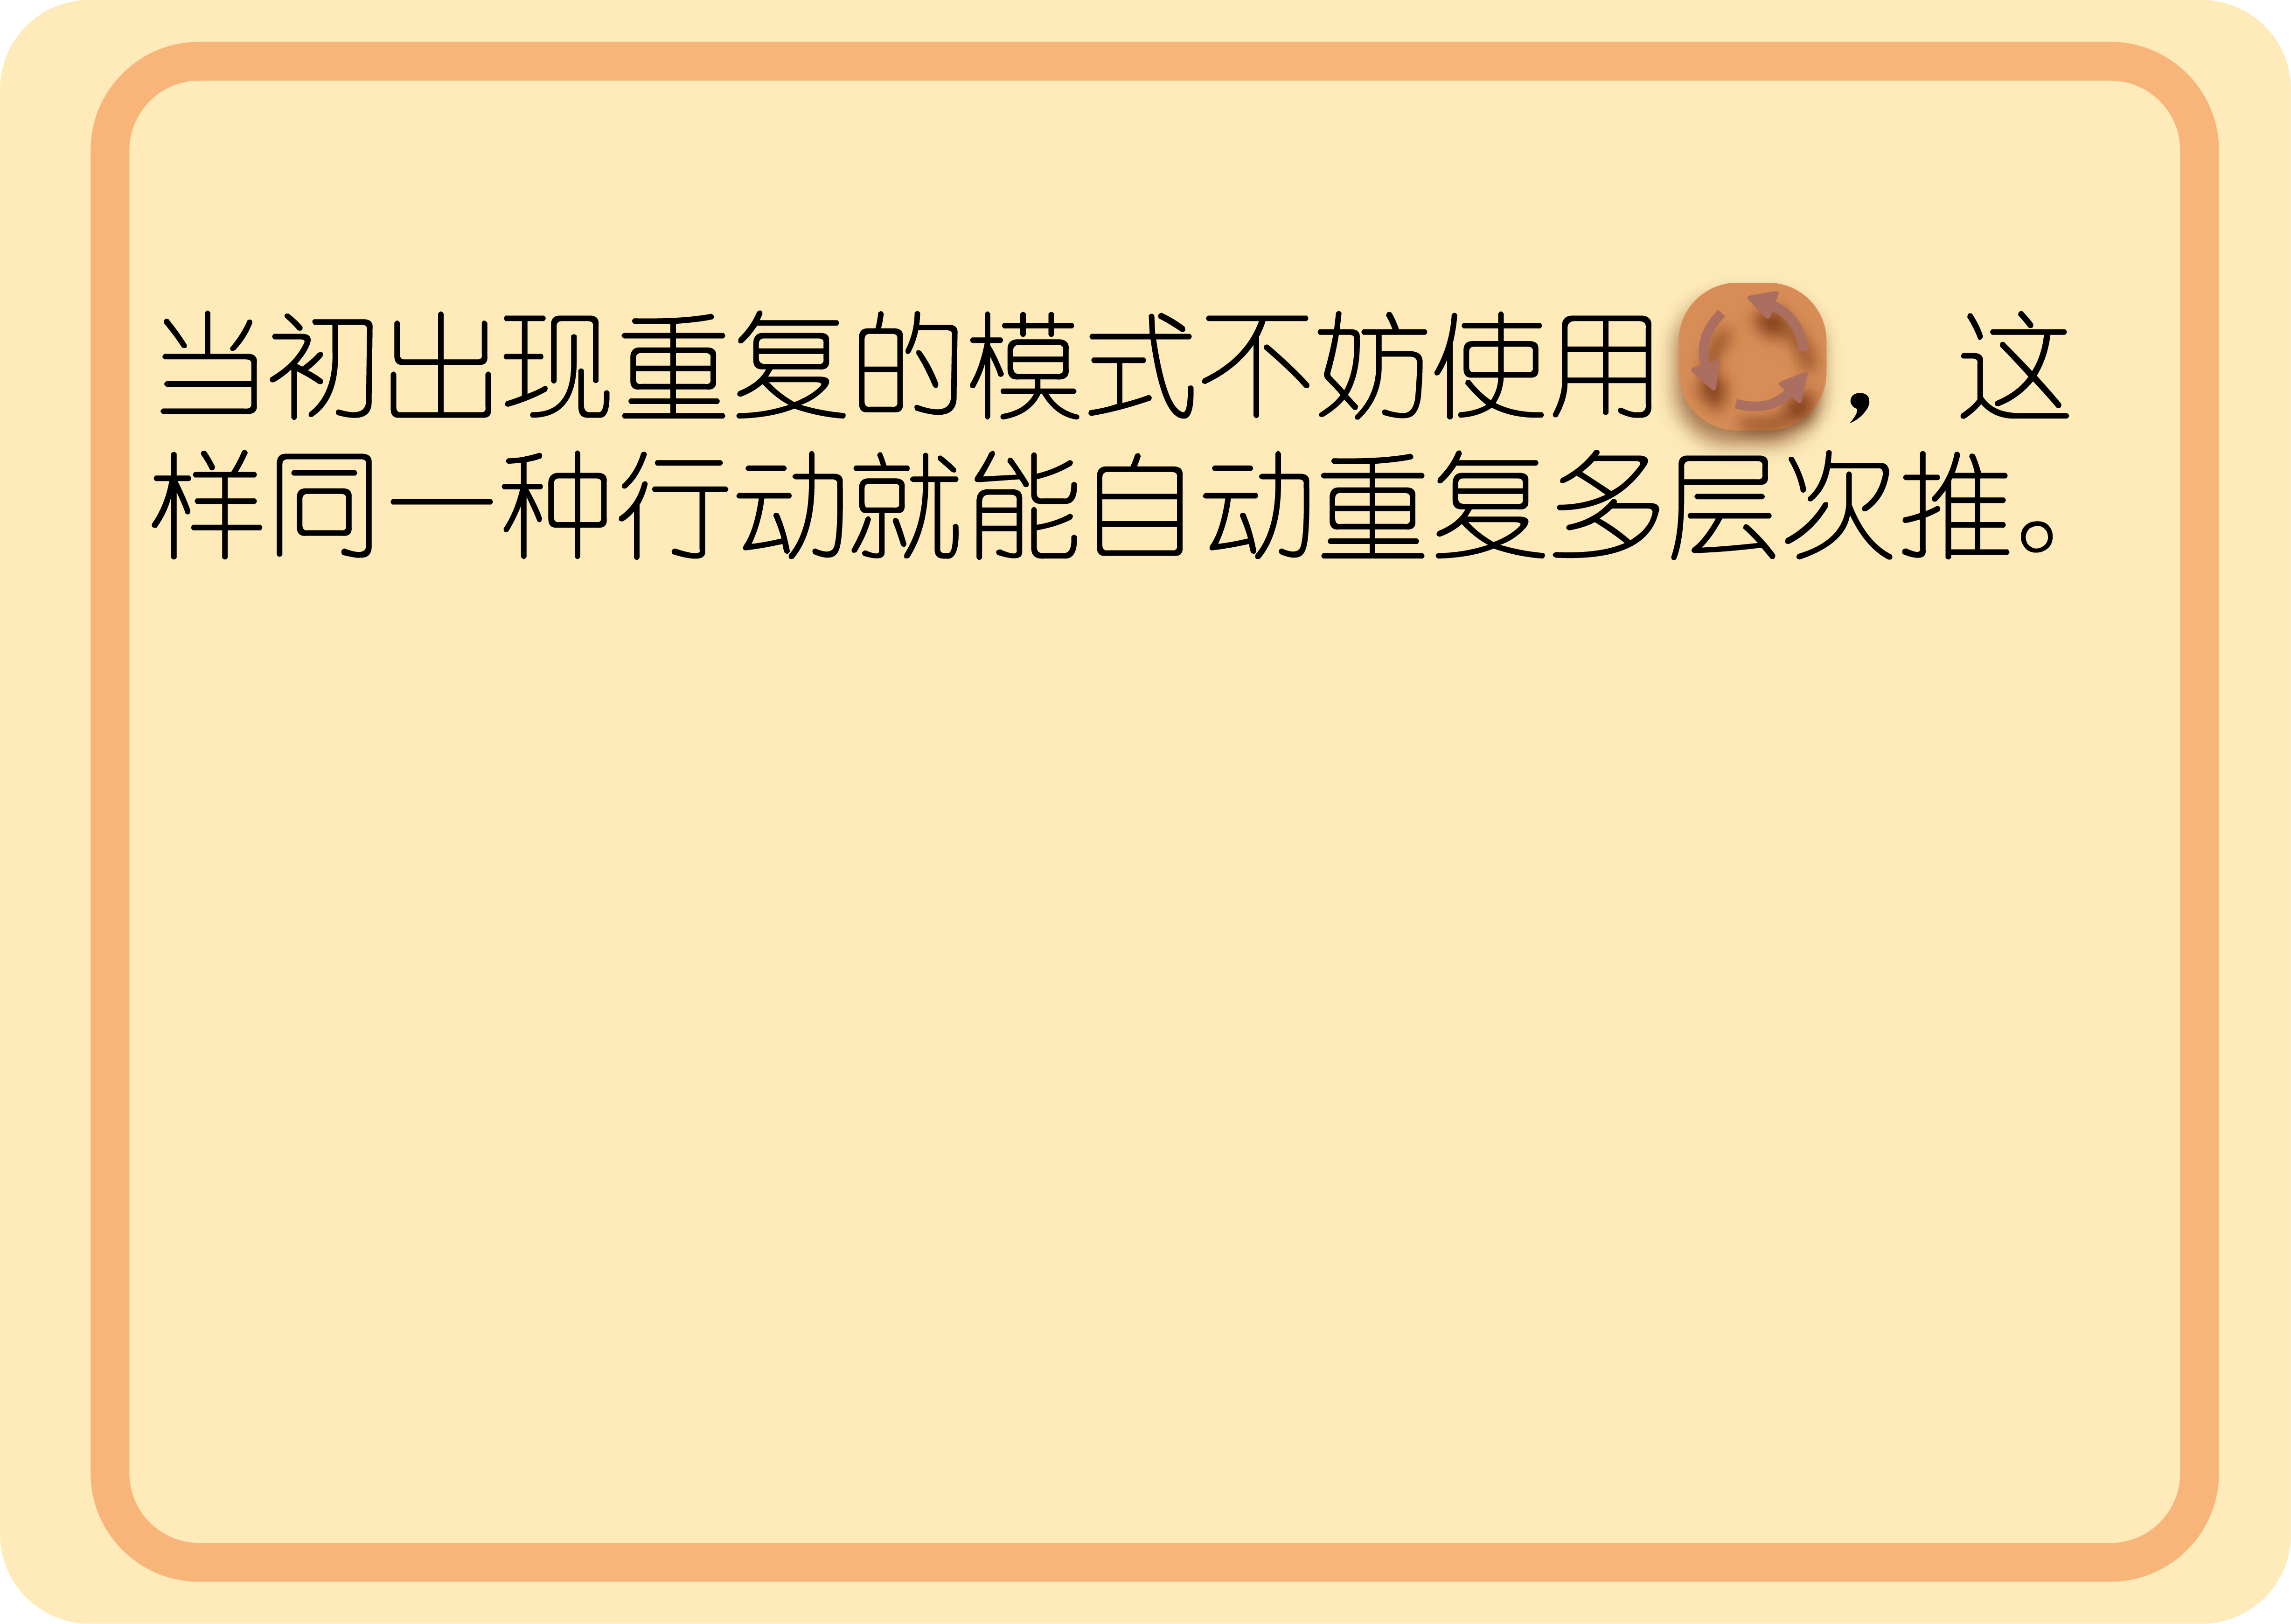 当初出现重复的模式不妨使用，这
样同一种行动就能自动重复多层次推。